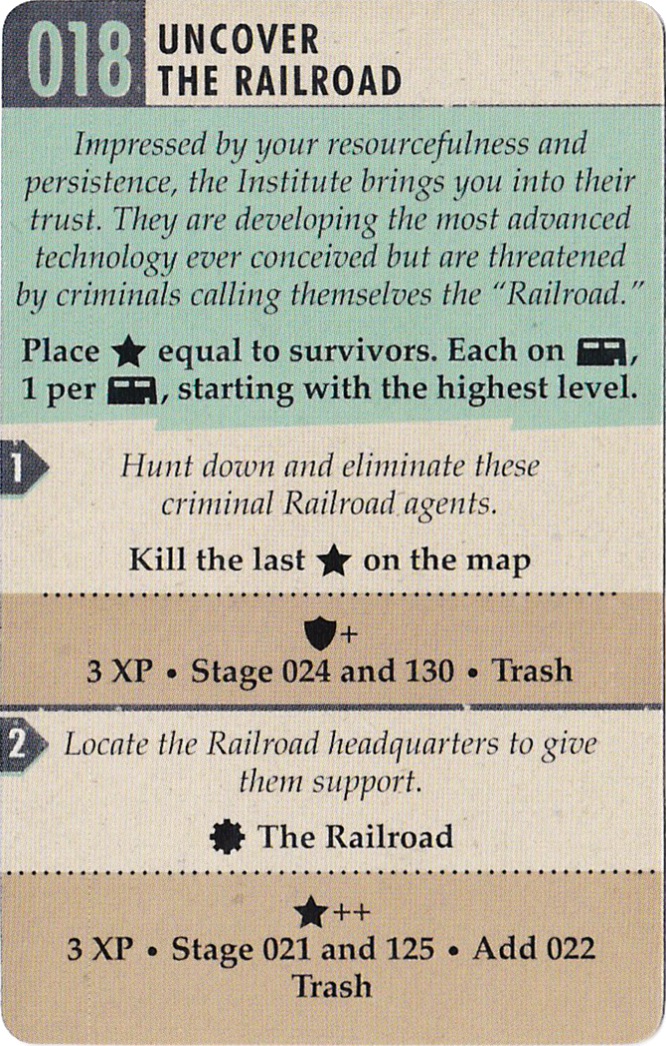 018
UNCOVER
THE RAILROAD
Impressed by your resourcefulness and
persistence, the Institute brings you into their
trust. They are developing the most advanced
technology ever conceived but are threatened
by criminals calling themselves the “Railroad.”
Place ★ equal to survivors. Each on ,
1 per , starting with the highest level.
1
Hunt down and eliminate these
criminal Railroad agents.
Kill the last ★ on the map
+
3 XP • Stage 024 and 130 • Trash
2
Locate the Railroad headquarters to give
them support.
The Railroad
★++
3 XP • Stage 021 and 125 • Add 022
Trash